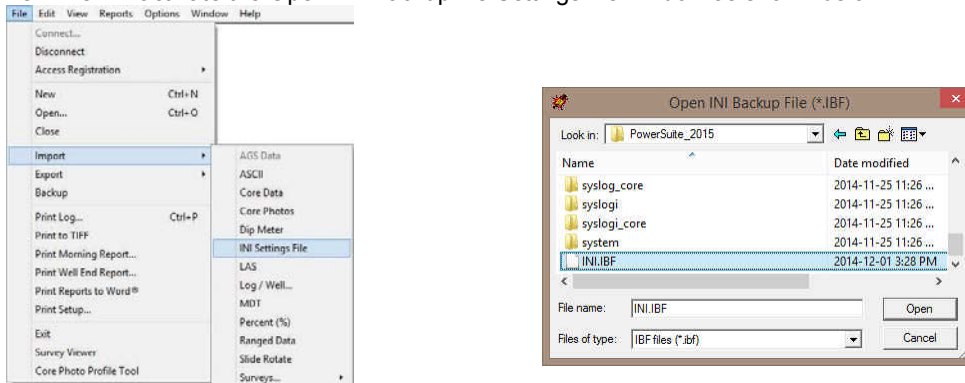 File Edit View Reports Options Window Help
Connect...
Disconnect
Access Registration
New Ctrl+N
Open... Ctrl+O
Close
Import
Export
Backup
Print Log... Ctrl+P
Print to TIFF
Print Morning Report...
Print Well End Report...
Print Reports to Word®
Print Setup...
Exit
Survey Viewer
Core Photo Profile Tool
AGS Data
ASCII
Core Data
Core Photos
Dip Meter
INI Settings File
LAS
Log / Well...
MDT
Percent (%)
Ranged Data
Slide Rotate
Surveys...
Open INI Backup File (*.IBF)
Look in: PowerSuite_2015
Name Date modified
syslog_core 2014-11-25 11:26 ...
syslogi 2014-11-25 11:26 ...
syslogi_core 2014-11-25 11:26 ...
system 2014-11-25 11:26 ...
INI.IBF 2014-12-01 3:28 PM
File name: INI.IBF Open
Files of type: IBF files (*.ibf) Cancel